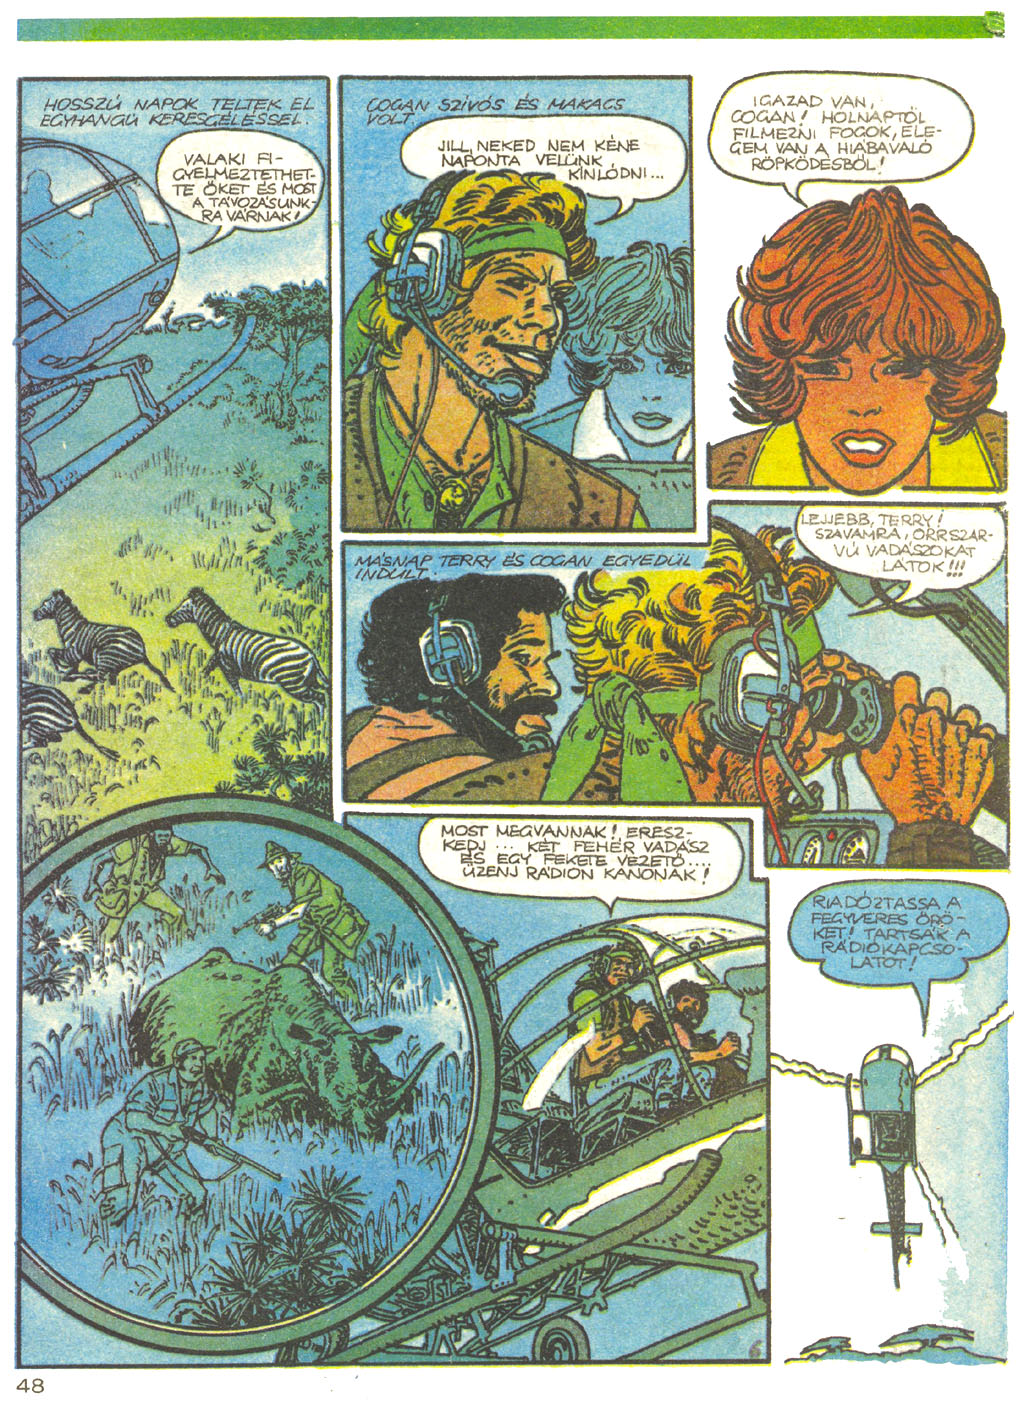 HOSSZÚ NAPOK TELTEK EL
EGYHANGÚ KERESGÉLÉSSEL.
VALAKI FI-
GYELMEZTETHET-
TE ŐKET ÉS MOST
A TÁVOZÁSUNK-
RA VÁRNAK!
COGAN SZÍVÓS ÉS MAKACS
VOLT.
JILL, NEKED NEM KÉNE
NAPONTA VELÜNK
KÍNLÓDNI...
IGAZAD VAN,
COGAN! HOLNAPTÓL
FILMEZNI FOGOK, ELE-
GEM VAN A HIÁBAVALÓ
RÖPKÖDÉSBŐL!
MÁSNAP TERRY ÉS COGAN EGYEDÜL
INDULT.
LEJJEBB, TERRY!
SZAVAMRA, ORRSZAR-
VÚ VADÁSZOKAT
LÁTOK!!!
MOST MEGVANNAK! ERESZ-
KEDJ... KÉT FEHÉR VADÁSZ
ÉS EGY FEKETE VEZETŐ....
ÜZENJ RÁDIÓN KANONÁK!
RIADÓZTASSA A
FEGYVERES ŐRÖ-
KET! TARTSÁK A
RÁDIÓKAPCSO-
LATOT!
6
48